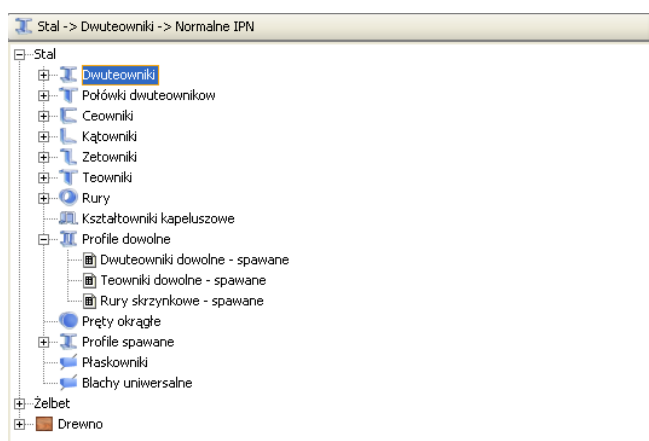 Stal -> Dwuteowniki -> Normalne IPN
Stal
Dwuteowniki
Połówki dwuteownikow
Ceowniki
Kątowniki
Zetowniki
Teowniki
Rury
Kształtowniki kapeluszowe
Profile dowolne
Dwuteowniki dowolne - spawane
Teowniki dowolne - spawane
Rury skrzynkowe - spawane
Pręty okrągłe
Profile spawane
Płaskowniki
Blachy uniwersalne
Żelbet
Drewno